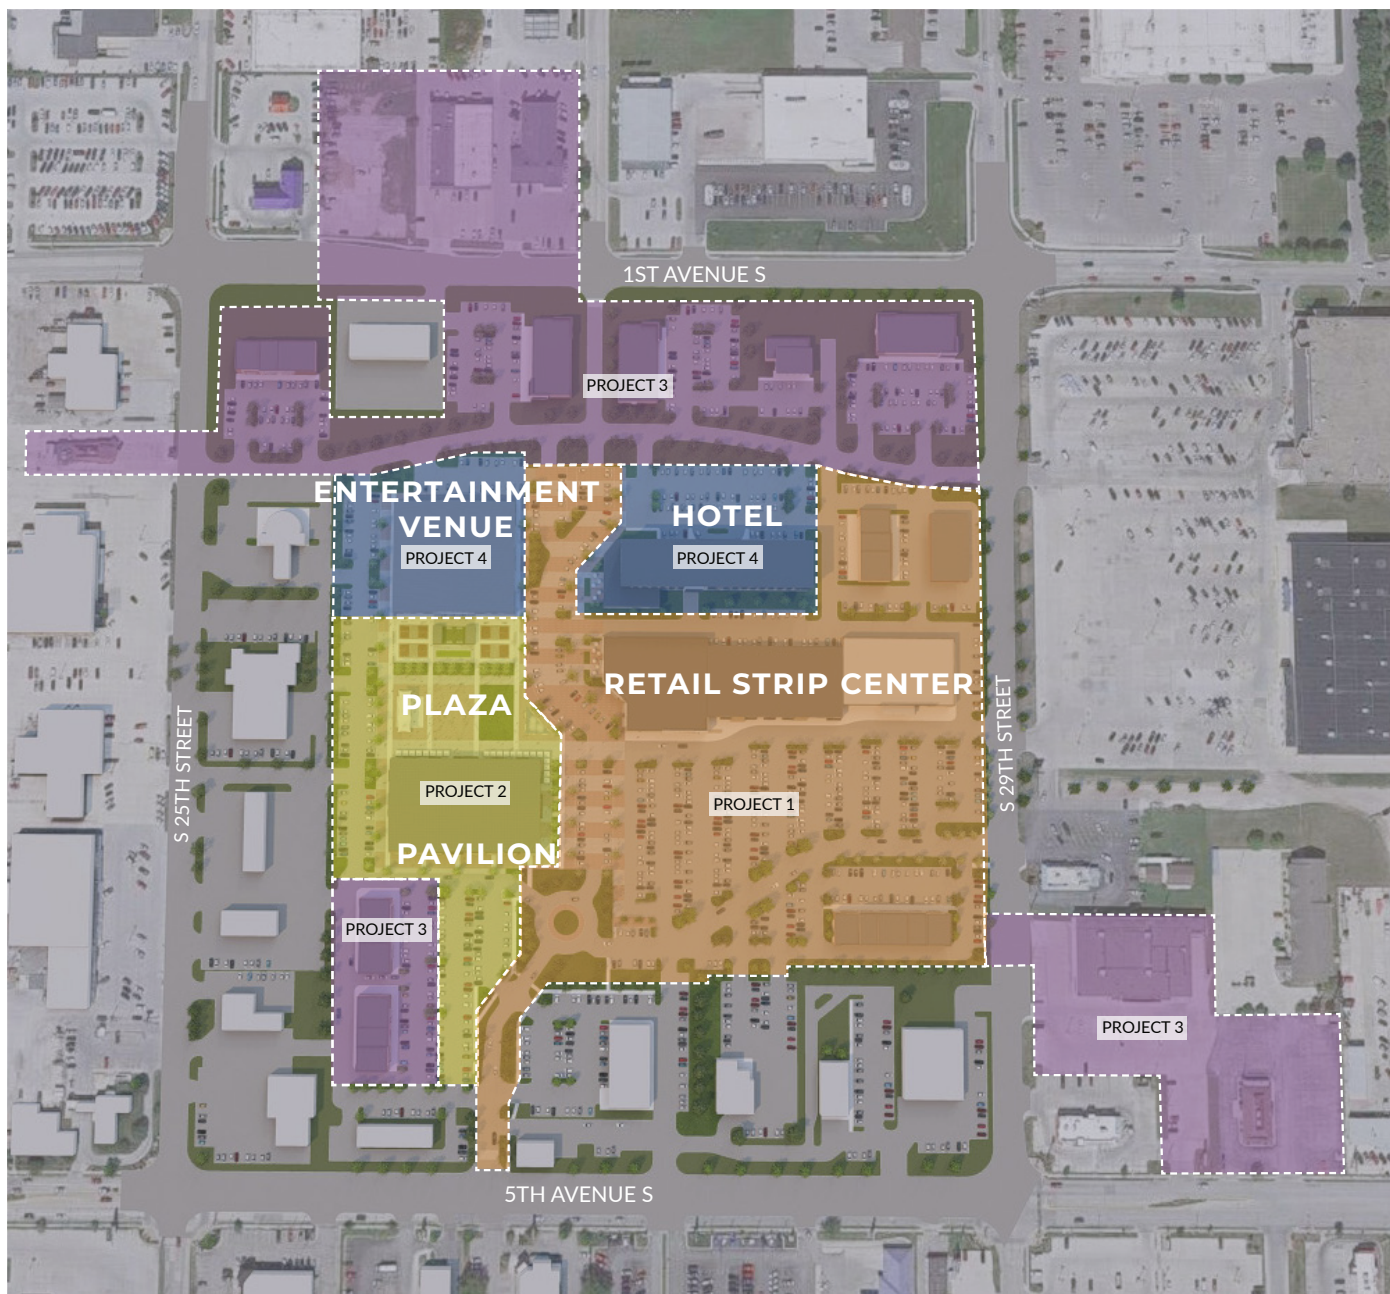 1ST AVENUE S
PROJECT 3
ENTERTAINMENT
VENUE
PROJECT 4
HOTEL
PROJECT 4
RETAIL STRIP CENTER
PLAZA
S 25TH STREET
S 29TH STREET
PROJECT 2
PROJECT 1
PAVILION
PROJECT 3
PROJECT 3
5TH AVENUE S